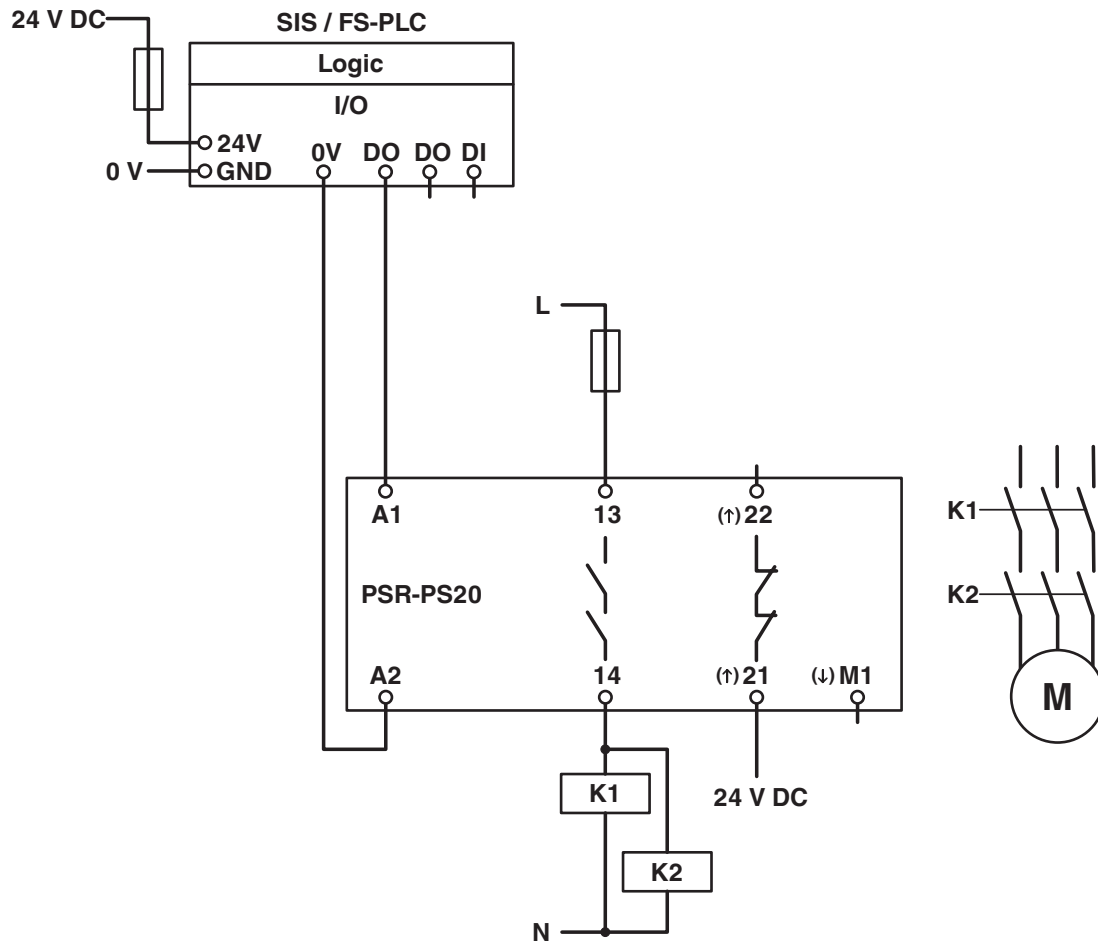 24 V DC
SIS / FS-PLC
Logic
I/O
24V
0V DO DO DI
0 V GND
L
A1 13 (↑) 22
K1
PSR-PS20
K2
A2 14 (↑) 21 (↓) M1
M
K1
24 V DC
K2
N